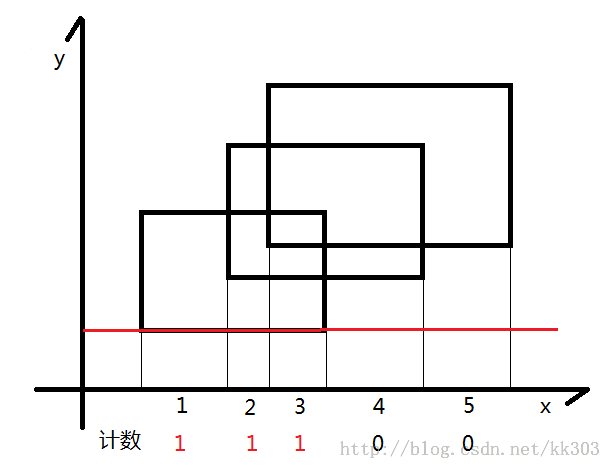 y
1 2 3 4 5 x
计数 1 1 1 0 0
http://blog.csdn.net/kk303